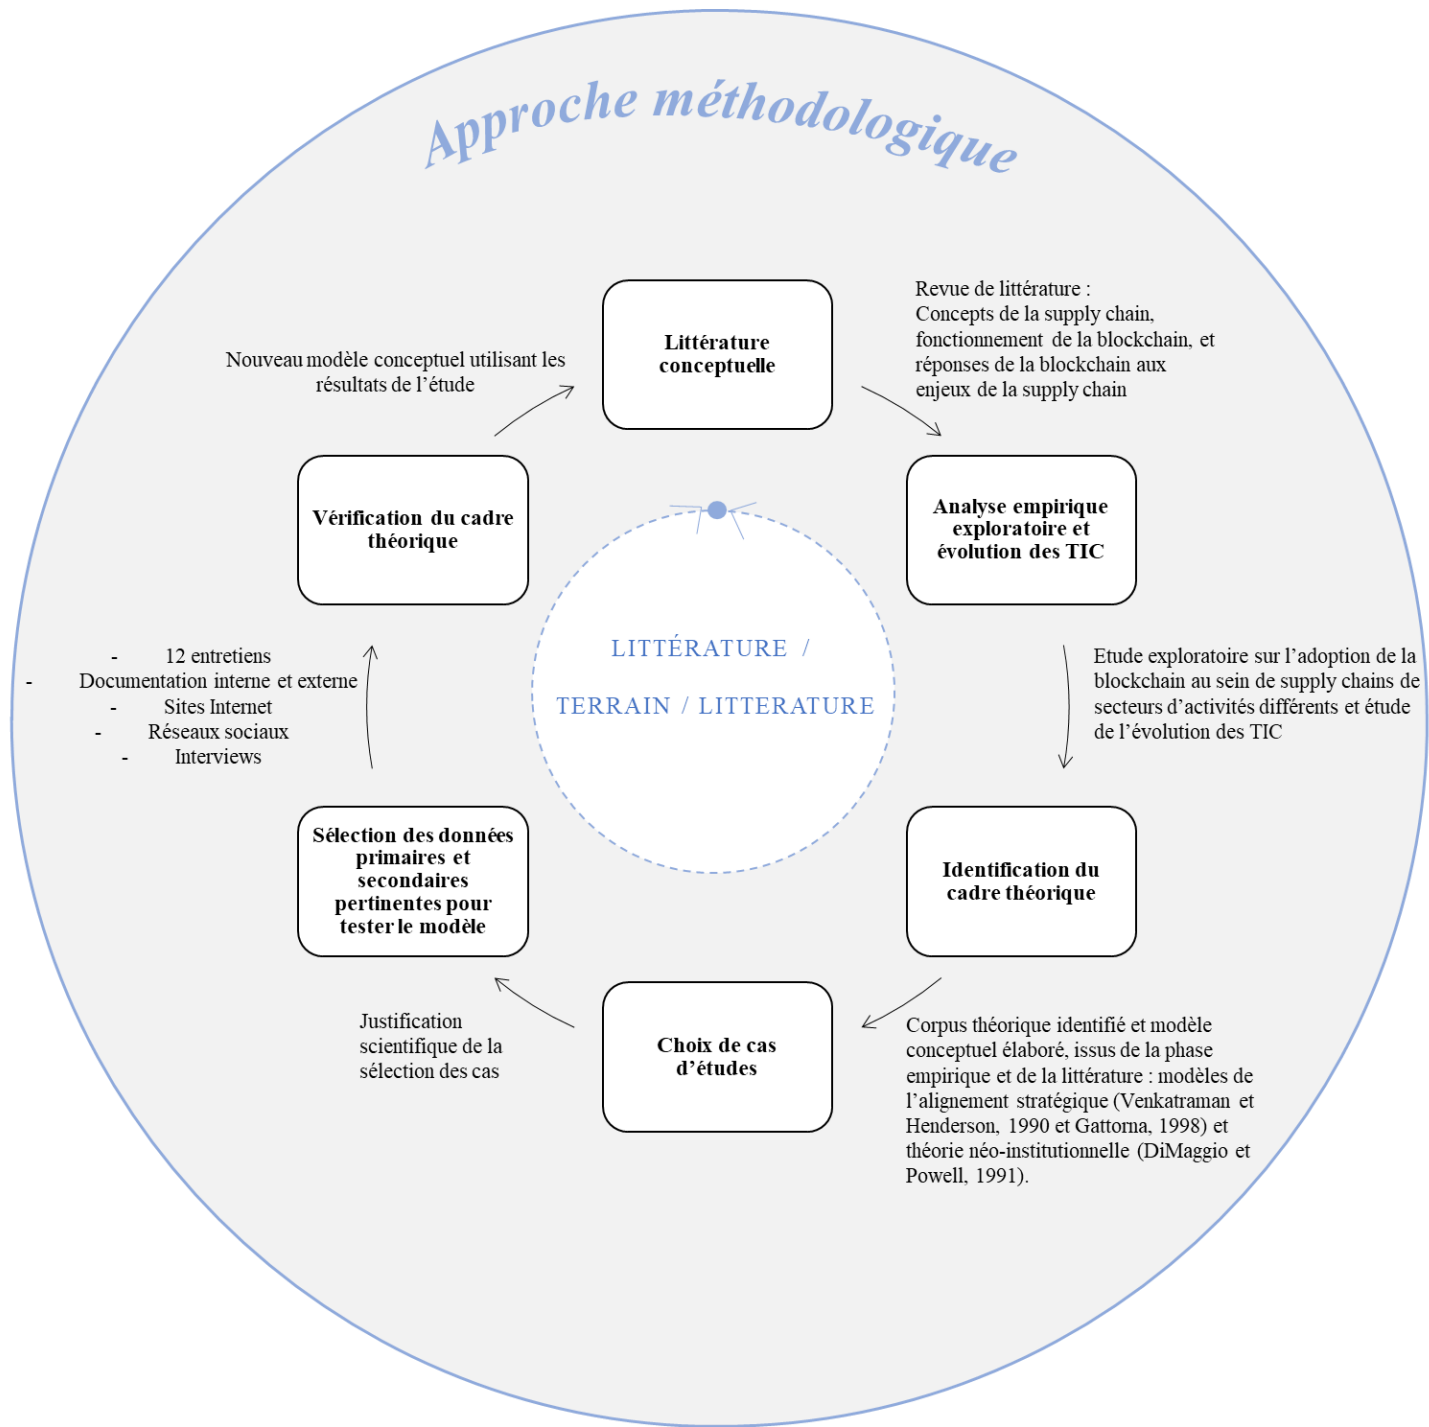 Approche méthodologique
Littérature
conceptuelle
Revue de littérature :
Concepts de la supply chain,
fonctionnement de la blockchain, et
réponses de la blockchain aux
enjeux de la supply chain
Analyse empirique
exploratoire et
évolution des TIC
Etude exploratoire sur l’adoption de la
blockchain au sein de supply chains de
secteurs d’activités différents et étude
de l’évolution des TIC
Identification du
cadre théorique
Corpus théorique identifié et modèle
conceptuel élaboré, issus de la phase
empirique et de la littérature : modèles de
l’alignement stratégique (Venkatraman et
Henderson, 1990 et Gattorna, 1998) et
théorie néo-institutionnelle (DiMaggio et
Powell, 1991).
Choix de cas
d’études
Justification
scientifique de la
sélection des cas
Sélection des données
primaires et
secondaires
pertinentes pour
tester le modèle
- 12 entretiens
- Documentation interne et externe
- Sites Internet
- Réseaux sociaux
- Interviews
Vérification du cadre
théorique
Nouveau modèle conceptuel utilisant les
résultats de l’étude
LITTÉRATURE /
TERRAIN / LITTERATURE